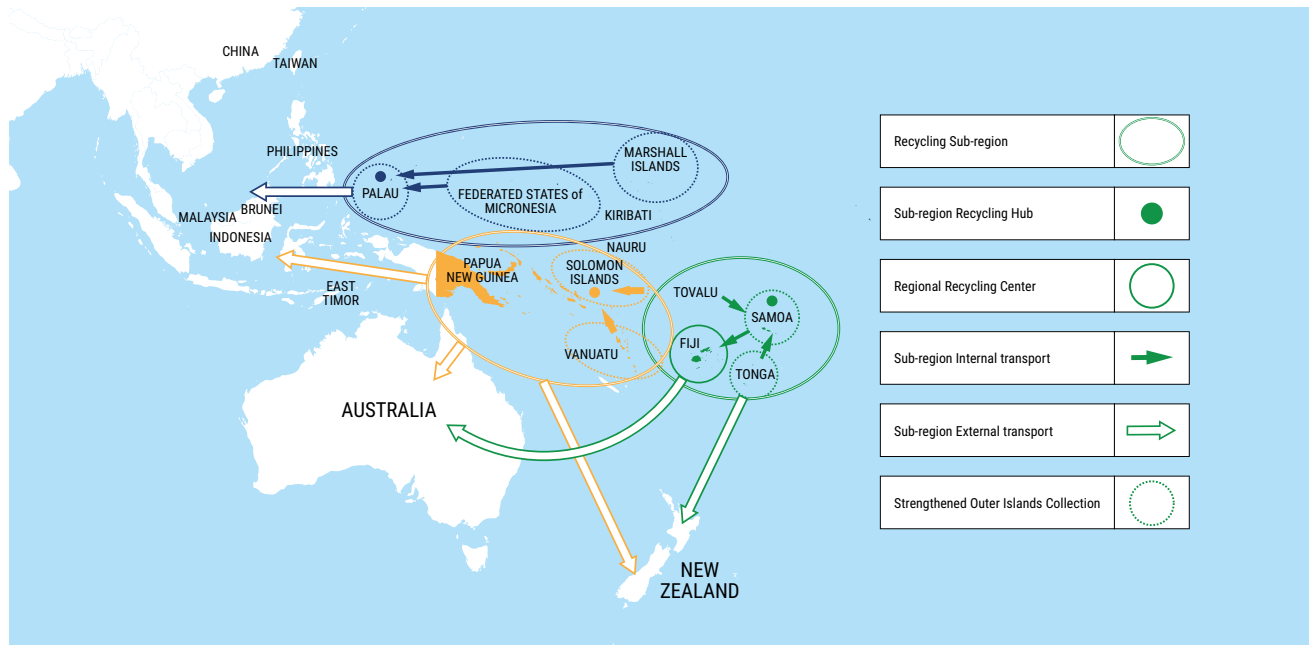 CHINA
TAIWAN
PHILIPPINES
MARSHALL
ISLANDS
PALAU
FEDERATED STATES of
MICRONESIA
KIRIBATI
MALAYSIA
BRUNEI
INDONESIA
NAURU
PAPUA
NEW GUINEA
SOLOMON
ISLANDS
EAST
TIMOR
TOVALU
SAMOA
FIJI
VANUATU
TONGA
AUSTRALIA
NEW
ZEALAND
Recycling Sub-region
Sub-region Recycling Hub
Regional Recycling Center
Sub-region Internal transport
Sub-region External transport
Strengthened Outer Islands Collection